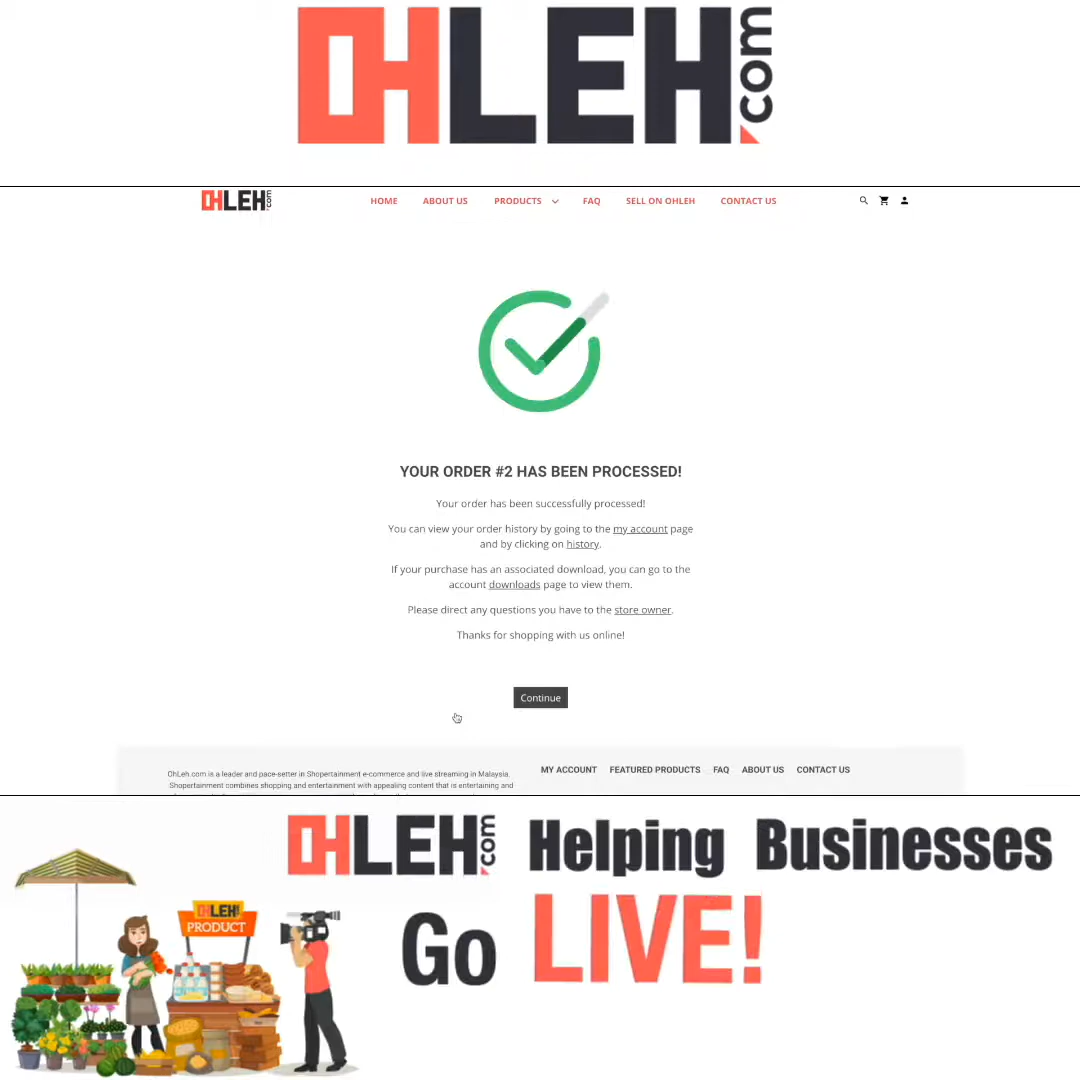 OHLEH.com
OHLEH.com HOME ABOUT US PRODUCTS FAQ SELL ON OHLEH CONTACT US
YOUR ORDER #2 HAS BEEN PROCESSED!
Your order has been successfully processed!
You can view your order history by going to the my account page
and by clicking on history.
If your purchase has an associated download, you can go to the
account downloads page to view them.
Please direct any questions you have to the store owner.
Thanks for shopping with us online!
Continue
MY ACCOUNT FEATURED PRODUCTS FAQ ABOUT US CONTACT US
OhLeh.com is a leader and pace-setter in Shopertainment e-commerce and live streaming in Malaysia.
Shopertainment combines shopping and entertainment with appealing content that is entertaining and
OHLEH.com Helping Businesses
Go LIVE!
OHLEH!
PRODUCT